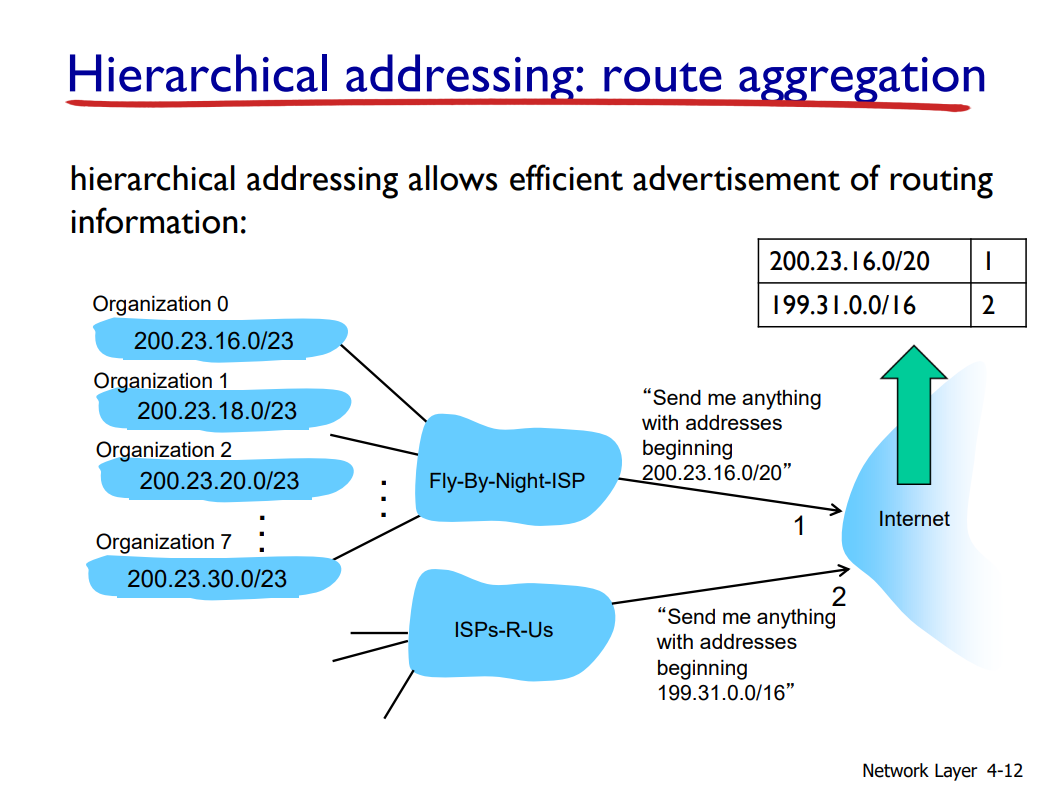 Hierarchical addressing: route aggregation
hierarchical addressing allows efficient advertisement of routing
information:
200.23.16.0/20 1
199.31.0.0/16 2
Organization 0
200.23.16.0/23
Organization 1
200.23.18.0/23
Organization 2
200.23.20.0/23
Organization 7
200.23.30.0/23
Fly-By-Night-ISP
“Send me anything
with addresses
beginning
200.23.16.0/20”
1
Internet
ISPs-R-Us
2
“Send me anything
with addresses
beginning
199.31.0.0/16”
Network Layer 4-12